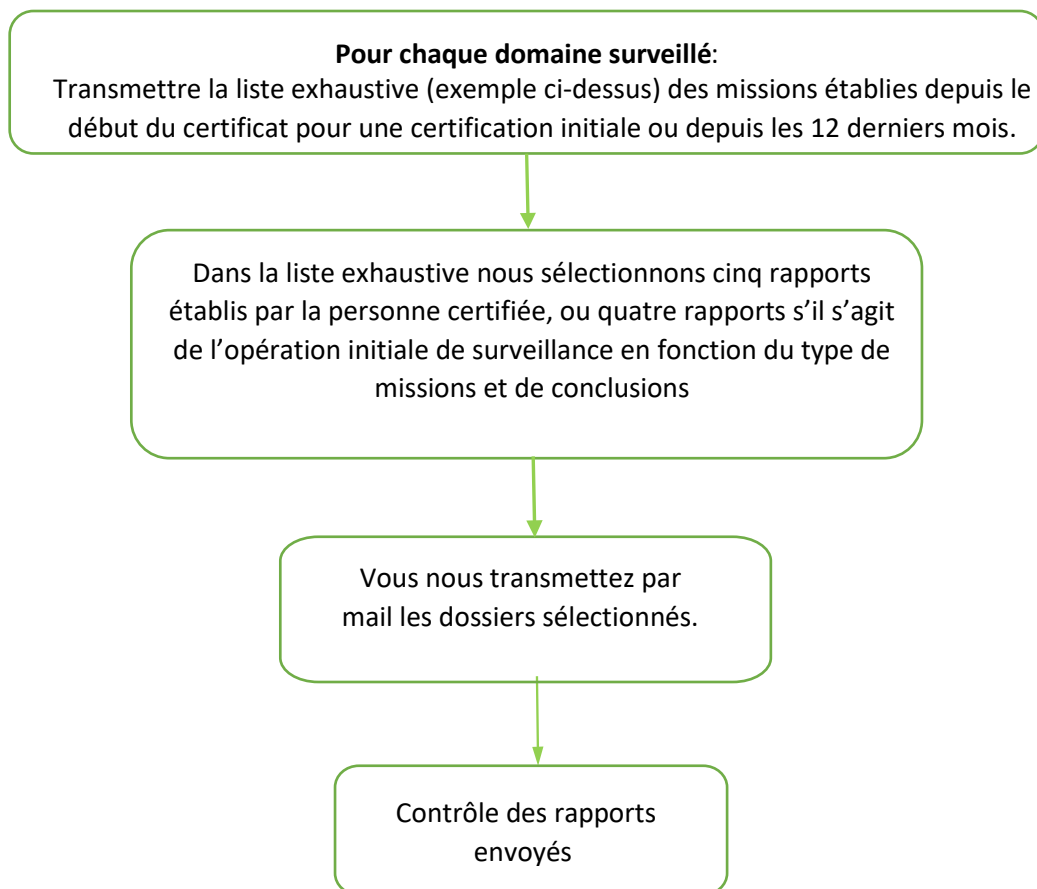 Pour chaque domaine surveillé:
Transmettre la liste exhaustive (exemple ci-dessus) des missions établies depuis le
début du certificat pour une certification initiale ou depuis les 12 derniers mois.
Dans la liste exhaustive nous sélectionnons cinq rapports
établis par la personne certifiée, ou quatre rapports s’il s’agit
de l’opération initiale de surveillance en fonction du type de
missions et de conclusions
Vous nous transmettez par
mail les dossiers sélectionnés.
Contrôle des rapports
envoyés